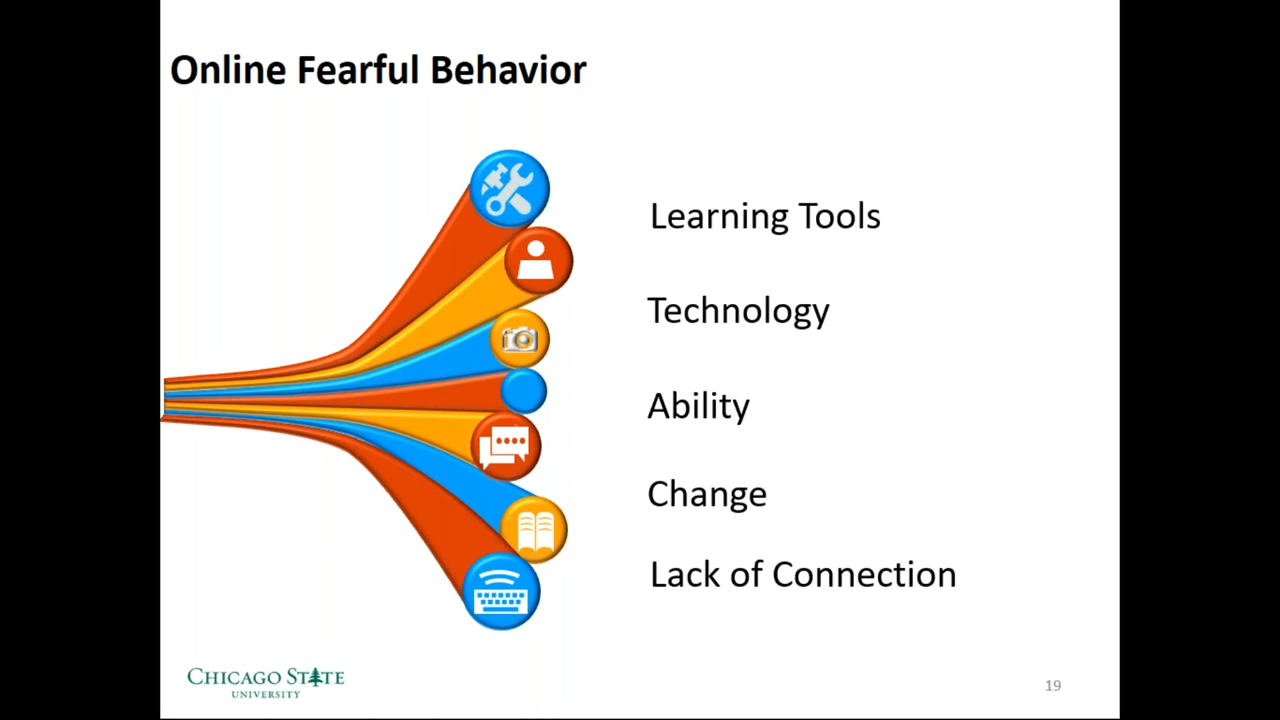 Online Fearful Behavior
Learning Tools
Technology
Ability
Change
Lack of Connection
CHICAGO STATE
UNIVERSITY
19